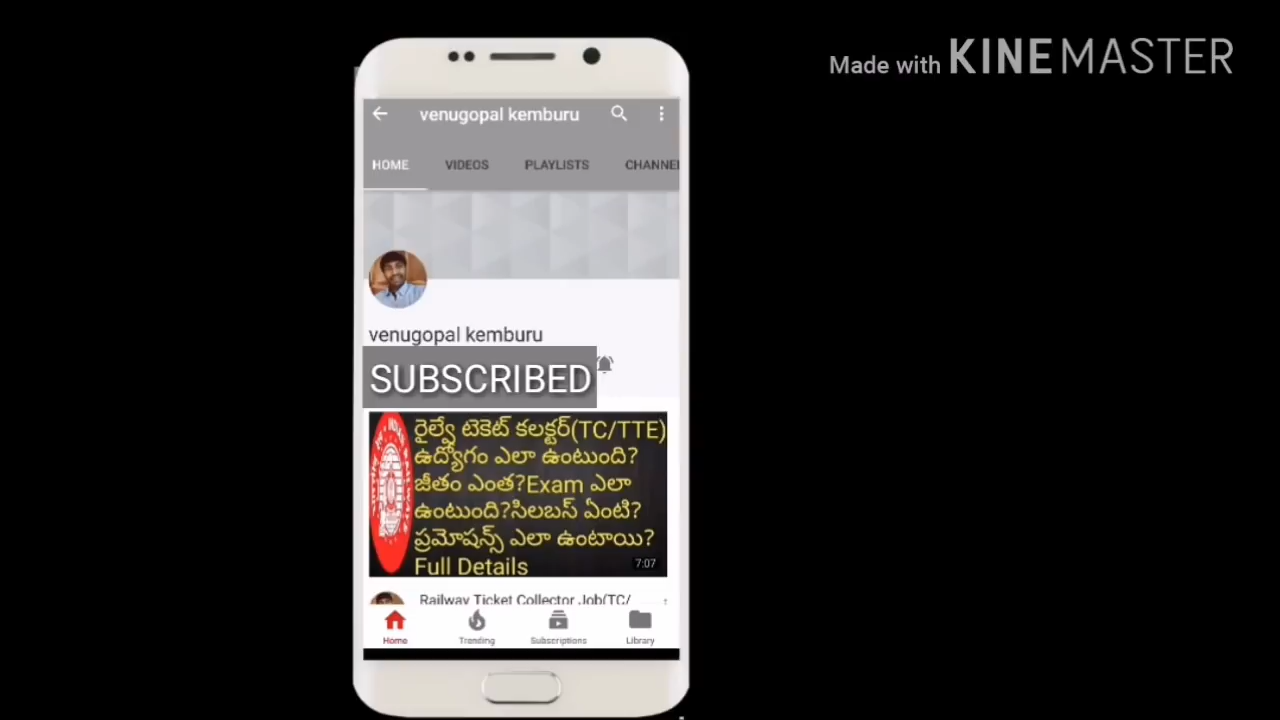 Made with KINEMASTER
venugopal kemburu
HOME VIDEOS PLAYLISTS CHANNEL
venugopal kemburu
SUBSCRIBED
రైల్వే టికెట్ కలక్టర్(TC/TTE)
ఉద్యోగం ఎలా ఉంటుంది?
జీతం ఎంత?Exam ఎలా
ఉంటుంది?సిలబస్ ఏంటి?
ప్రమోషన్స్ ఎలా ఉంటాయి?
Full Details
7:07
Railway Ticket Collector Job(TC/
Home Trending Subscriptions Library